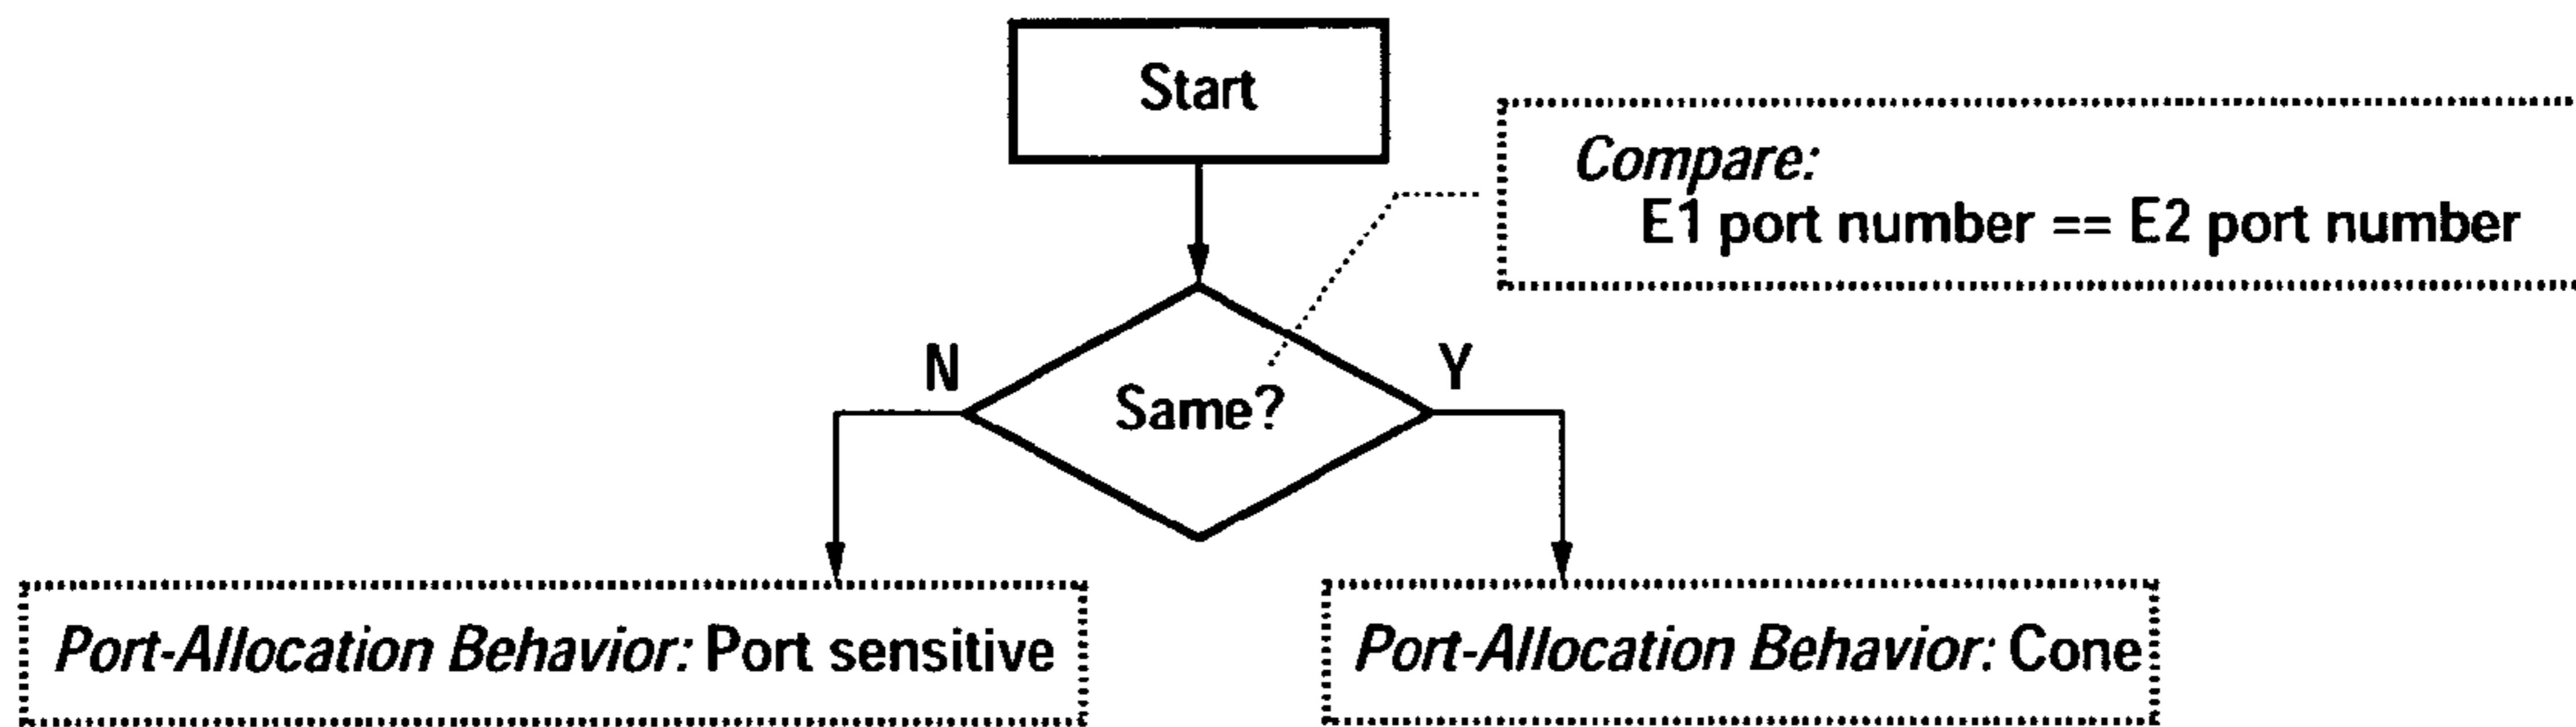 Start
Compare:
E1 port number == E2 port number
N
Y
Same?
Port-Allocation Behavior: Port sensitive
Port-Allocation Behavior: Cone